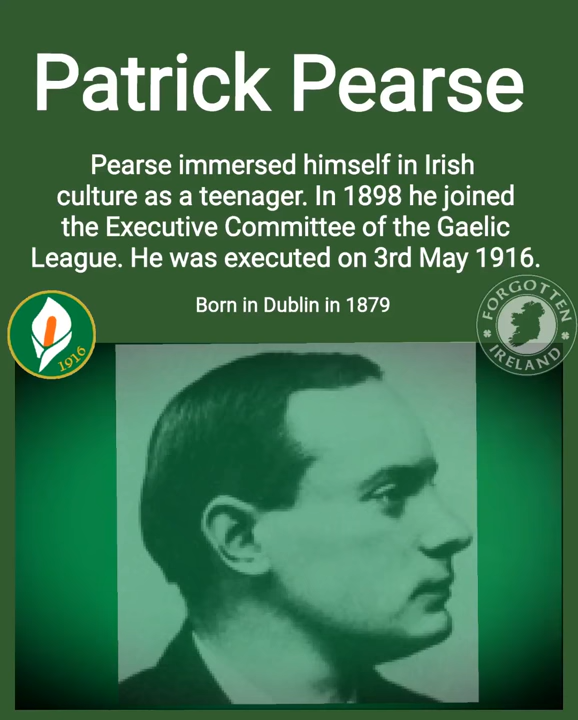 Patrick Pearse
Pearse immersed himself in Irish
culture as a teenager. In 1898 he joined
the Executive Committee of the Gaelic
League. He was executed on 3rd May 1916.
Born in Dublin in 1879
1916
FORGOTTEN
IRELAND